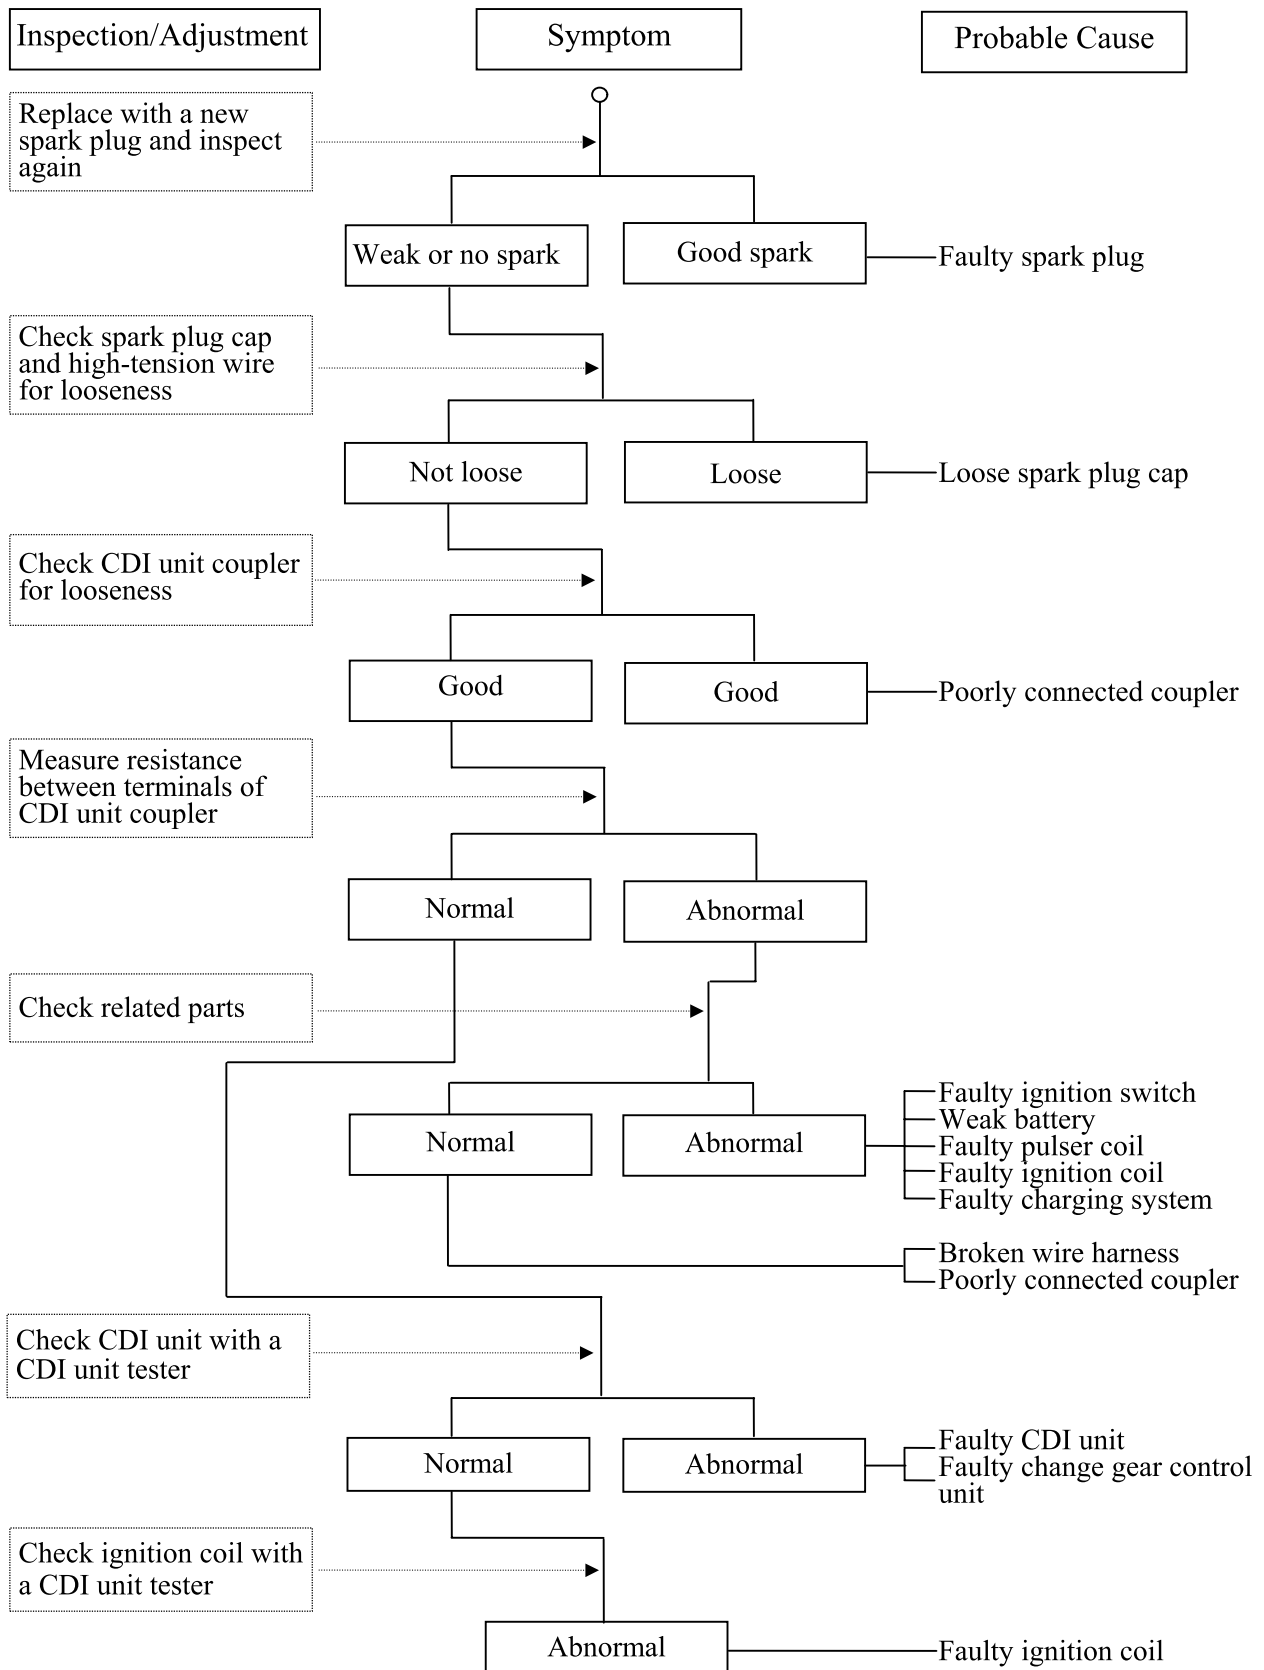 Inspection/Adjustment
Symptom
Probable Cause
Replace with a new
spark plug and inspect
again
Weak or no spark
Good spark
Faulty spark plug
Check spark plug cap
and high-tension wire
for looseness
Not loose
Loose
Loose spark plug cap
Check CDI unit coupler
for looseness
Good
Good
Poorly connected coupler
Measure resistance
between terminals of
CDI unit coupler
Normal
Abnormal
Check related parts
Normal
Abnormal
Faulty ignition switch
Weak battery
Faulty pulser coil
Faulty ignition coil
Faulty charging system
Broken wire harness
Poorly connected coupler
Check CDI unit with a
CDI unit tester
Normal
Abnormal
Faulty CDI unit
Faulty change gear control
unit
Check ignition coil with
a CDI unit tester
Abnormal
Faulty ignition coil